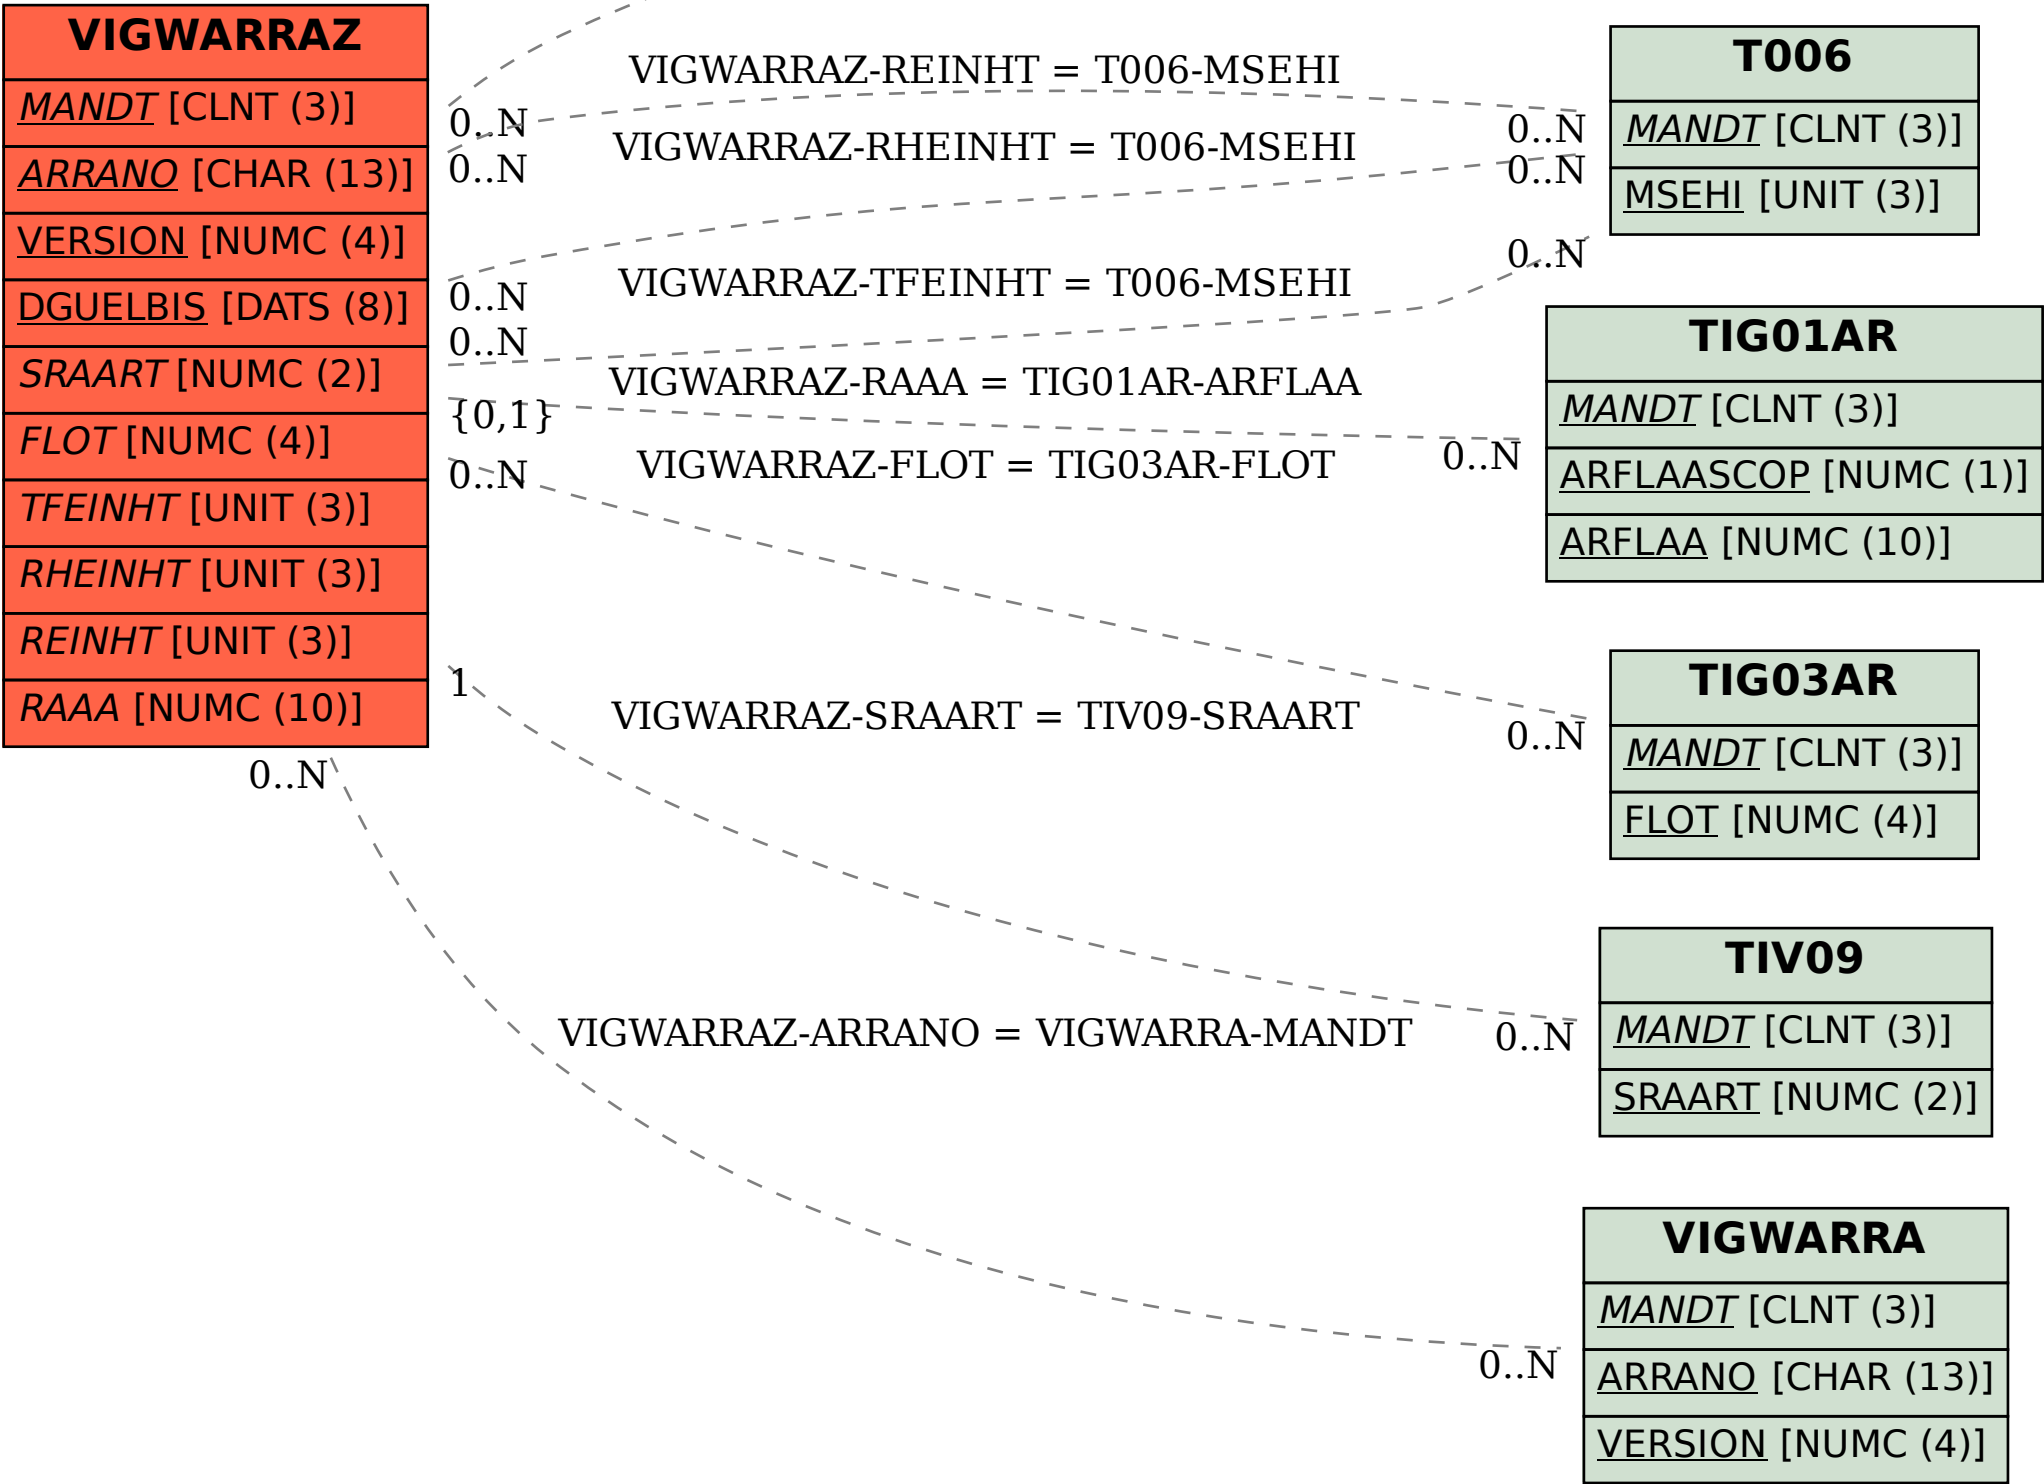 VIGWARRAZ
MANDT [CLNT (3)]
ARRANO [CHAR (13)]
VERSION [NUMC (4)]
DGUELBIS [DATS (8)]
SRAART [NUMC (2)]
FLOT [NUMC (4)]
TFEINHT [UNIT (3)]
RHEINHT [UNIT (3)]
REINHT [UNIT (3)]
RAAA [NUMC (10)]
VIGWARRAZ-REINHT = T006-MSEHI
0..N
0..N
VIGWARRAZ-RHEINHT = T006-MSEHI
0..N
0..N
0..N
VIGWARRAZ-TFEINHT = T006-MSEHI
0..N
0..N
VIGWARRAZ-RAAA = TIG01AR-ARFLAA
{0,1}
0..N
VIGWARRAZ-FLOT = TIG03AR-FLOT
0..N
1
VIGWARRAZ-SRAART = TIV09-SRAART
0..N
0..N
VIGWARRAZ-ARRANO = VIGWARRA-MANDT
0..N
0..N
T006
MANDT [CLNT (3)]
MSEHI [UNIT (3)]
TIG01AR
MANDT [CLNT (3)]
ARFLAASCOP [NUMC (1)]
ARFLAA [NUMC (10)]
TIG03AR
MANDT [CLNT (3)]
FLOT [NUMC (4)]
TIV09
MANDT [CLNT (3)]
SRAART [NUMC (2)]
VIGWARRA
MANDT [CLNT (3)]
ARRANO [CHAR (13)]
VERSION [NUMC (4)]